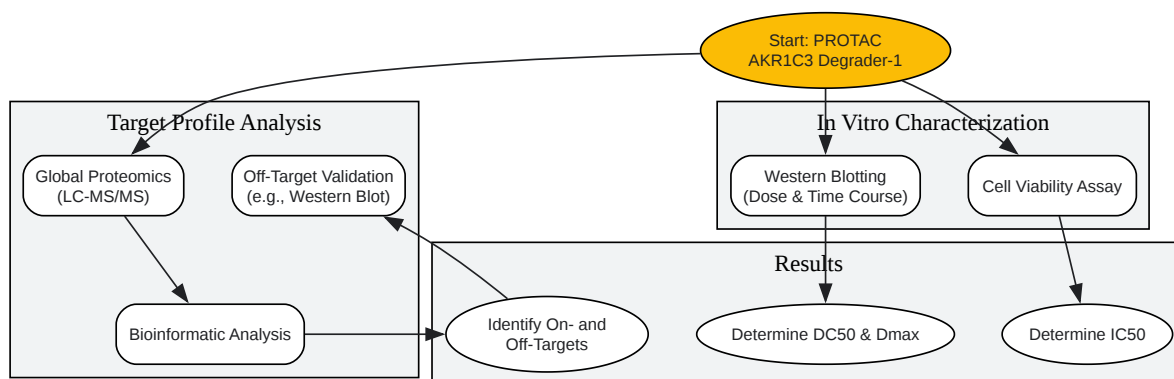 Start: PROTAC
AKR1C3 Degrader-1
Target Profile Analysis
In Vitro Characterization
Global Proteomics
(LC-MS/MS)
Off-Target Validation
(e.g., Western Blot)
Western Blotting
(Dose & Time Course)
Cell Viability Assay
Results
Bioinformatic Analysis
Identify On- and
Off-Targets
Determine DC50 & Dmax
Determine IC50